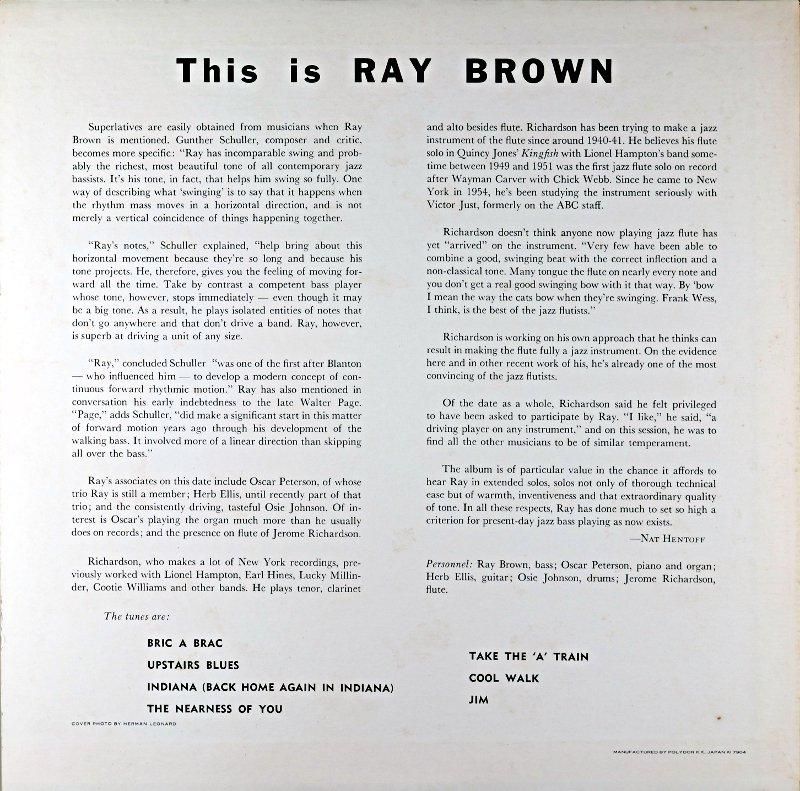 This is RAY BROWN
Superlatives are easily obtained from musicians when Ray
Brown is mentioned. Gunther Schuller, composer and critic,
becomes more specific: "Ray has incomparable swing and prob-
ably the richest, most beautiful tone of all contemporary jazz
bassists. It's his tone, in fact, that helps him swing so fully. One
way of describing what 'swinging' is to say that it happens when
the rhythm mass moves in a horizontal direction, and is not
merely a vertical coincidence of things happening together.
"Ray's notes," Schuller explained, "help bring about this
horizontal movement because they're so long and because his
tone projects. He, therefore, gives you the feeling of moving for-
ward all the time. Take by contrast a competent bass player
whose tone, however, stops immediately — even though it may
be a big tone. As a result, he plays isolated entities of notes that
don't go anywhere and that don't drive a band. Ray, however,
is superb at driving a unit of any size.
"Ray," concluded Schuller "was one of the first after Blanton
— who influenced him — to develop a modern concept of con-
tinuous forward rhythmic motion." Ray has also mentioned in
conversation his early indebtedness to the late Walter Page.
"Page," adds Schuller, "did make a significant start in this matter
of forward motion years ago through his development of the
walking bass. It involved more of a linear direction than skipping
all over the bass."
Ray's associates on this date include Oscar Peterson, of whose
trio Ray is still a member; Herb Ellis, until recently part of that
trio; and the consistently driving, tasteful Osie Johnson. Of in-
terest is Oscar's playing the organ much more than he usually
does on records; and the presence on flute of Jerome Richardson.
Richardson, who makes a lot of New York recordings, pre-
viously worked with Lionel Hampton, Earl Hines, Lucky Millin-
der, Cootie Williams and other bands. He plays tenor, clarinet
and alto besides flute. Richardson has been trying to make a jazz
instrument of the flute since around 1940-41. He believes his flute
solo in Quincy Jones' Kingfish with Lionel Hampton's band some-
time between 1949 and 1951 was the first jazz flute solo on record
after Wayman Carver with Chick Webb. Since he came to New
York in 1954, he's been studying the instrument seriously with
Victor Just, formerly on the ABC staff.
Richardson doesn't think anyone now playing jazz flute has
yet "arrived" on the instrument. "Very few have been able to
combine a good, swinging beat with the correct inflection and a
non-classical tone. Many tongue the flute on nearly every note and
you don't get a real good swinging bow with it that way. By 'bow
I mean the way the cats bow when they're swinging. Frank Wess,
I think, is the best of the jazz flutists."
Richardson is working on his own approach that he thinks can
result in making the flute fully a jazz instrument. On the evidence
here and in other recent work of his, he's already one of the most
convincing of the jazz flutists.
Of the date as a whole, Richardson said he felt privileged
to have been asked to participate by Ray. "I like," he said, "a
driving player on any instrument," and on this session, he was to
find all the other musicians to be of similar temperament.
The album is of particular value in the chance it affords to
hear Ray in extended solos, solos not only of thorough technical
ease but of warmth, inventiveness and that extraordinary quality
of tone. In all these respects, Ray has done much to set so high a
criterion for present-day jazz bass playing as now exists.
—NAT HENTOFF
Personnel: Ray Brown, bass; Oscar Peterson, piano and organ;
Herb Ellis, guitar; Osie Johnson, drums; Jerome Richardson,
flute.
The tunes are:
BRIC A BRAC
UPSTAIRS BLUES
INDIANA (BACK HOME AGAIN IN INDIANA)
THE NEARNESS OF YOU
TAKE THE 'A' TRAIN
COOL WALK
JIM
COVER PHOTO BY HERMAN LEONARD
MANUFACTURED BY POLYDOR K.K. JAPAN KI 7904